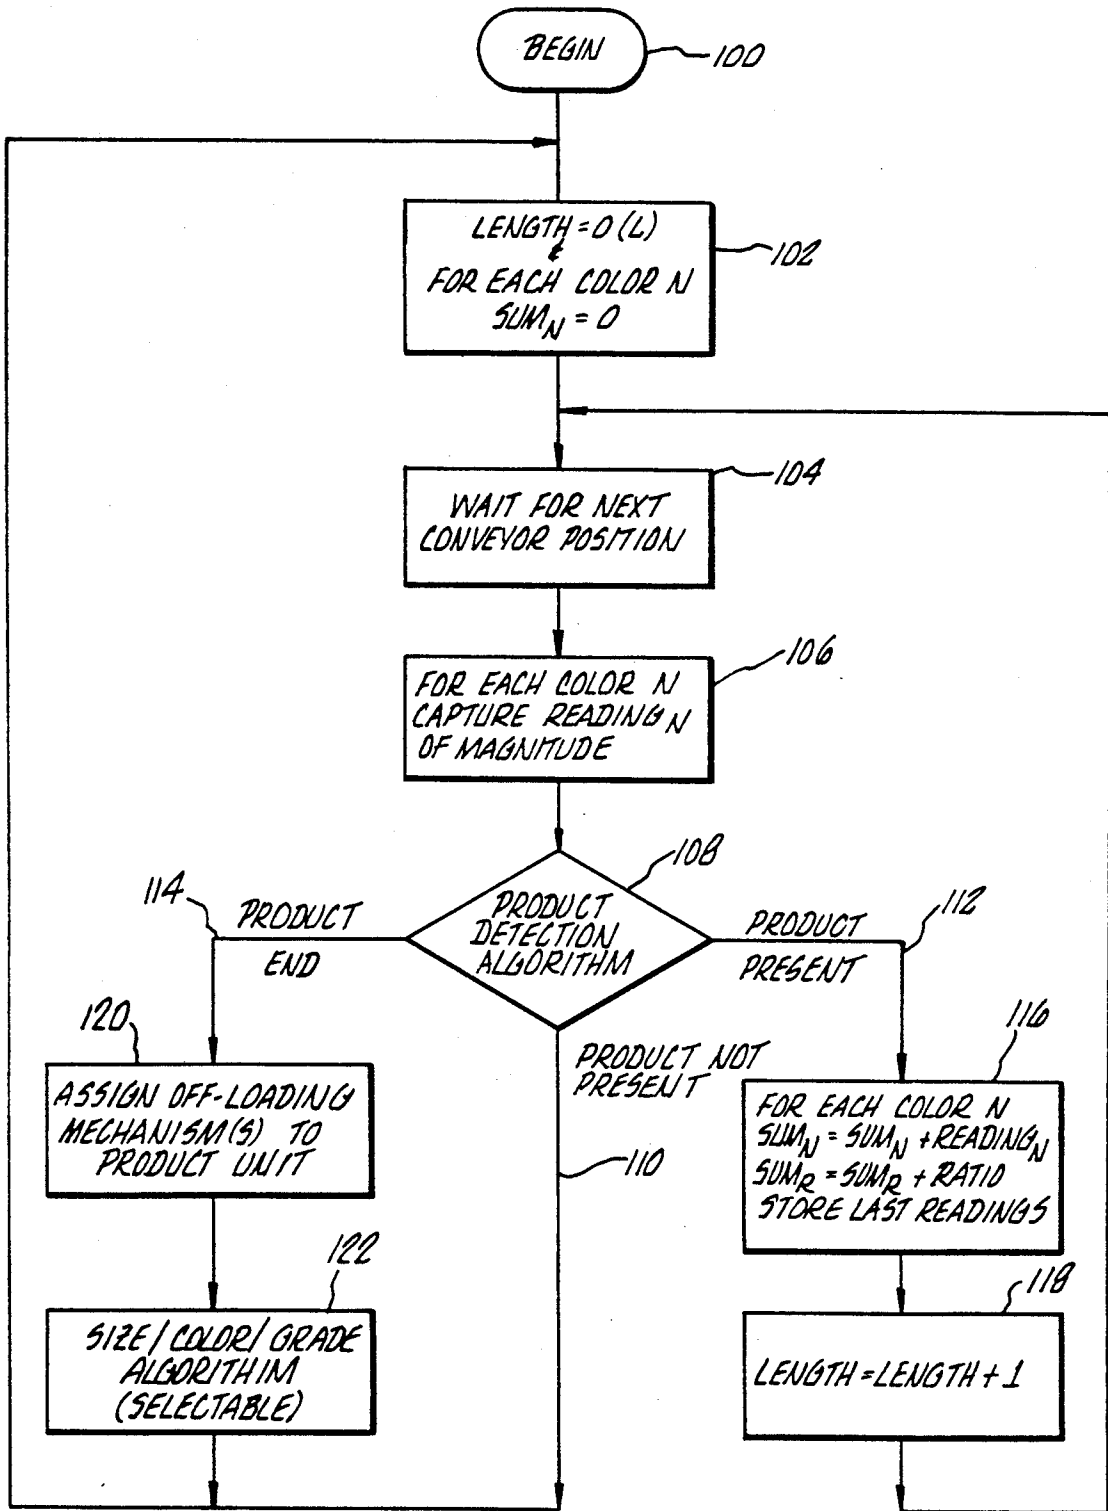 BEGIN
100
LENGTH = 0 (L)
&
FOR EACH COLOR N
SUM_N = 0
102
104
WAIT FOR NEXT
CONVEYOR POSITION
106
FOR EACH COLOR N
CAPTURE READING_N
OF MAGNITUDE
108
PRODUCT
DETECTION
ALGORITHM
114
PRODUCT
END
PRODUCT
PRESENT
112
PRODUCT NOT
PRESENT
110
120
ASSIGN OFF-LOADING
MECHANISM(S) TO
PRODUCT UNIT
116
FOR EACH COLOR N
SUM_N = SUM_N + READING_N
SUM_R = SUM_R + RATIO
STORE LAST READINGS
122
SIZE / COLOR / GRADE
ALGORITHIM
(SELECTABLE)
118
LENGTH = LENGTH + 1